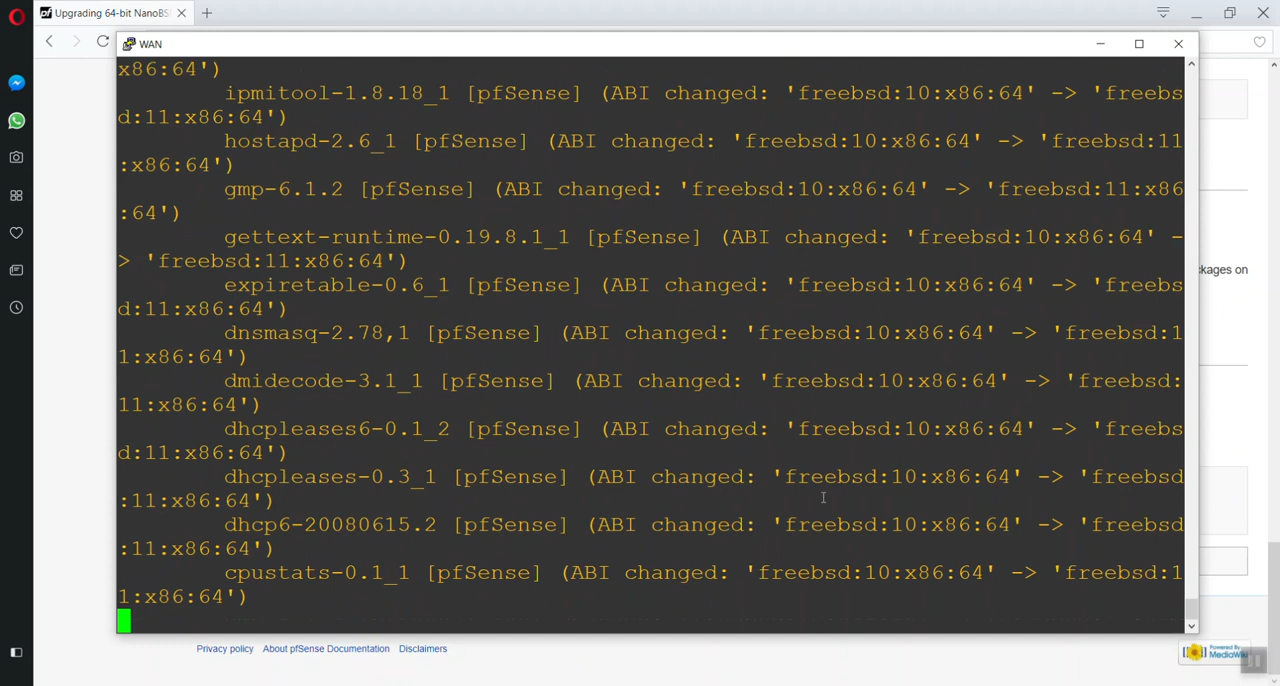 Upgrading 64-bit NanoBS
WAN
x86:64')
ipmitool-1.8.18_1 [pfSense] (ABI changed: 'freebsd:10:x86:64' -> 'freebs
d:11:x86:64')
hostapd-2.6_1 [pfSense] (ABI changed: 'freebsd:10:x86:64' -> 'freebsd:11
:x86:64')
gmp-6.1.2 [pfSense] (ABI changed: 'freebsd:10:x86:64' -> 'freebsd:11:x86
:64')
gettext-runtime-0.19.8.1_1 [pfSense] (ABI changed: 'freebsd:10:x86:64' -
> 'freebsd:11:x86:64')
expiretable-0.6_1 [pfSense] (ABI changed: 'freebsd:10:x86:64' -> 'freebs
d:11:x86:64')
dnsmasq-2.78,1 [pfSense] (ABI changed: 'freebsd:10:x86:64' -> 'freebsd:1
1:x86:64')
dmidecode-3.1_1 [pfSense] (ABI changed: 'freebsd:10:x86:64' -> 'freebsd:
11:x86:64')
dhcpleases6-0.1_2 [pfSense] (ABI changed: 'freebsd:10:x86:64' -> 'freebs
d:11:x86:64')
dhcpleases-0.3_1 [pfSense] (ABI changed: 'freebsd:10:x86:64' -> 'freebsd
:11:x86:64')
dhcp6-20080615.2 [pfSense] (ABI changed: 'freebsd:10:x86:64' -> 'freebsd
:11:x86:64')
cpustats-0.1_1 [pfSense] (ABI changed: 'freebsd:10:x86:64' -> 'freebsd:1
1:x86:64')
ckages on
Privacy policy About pfSense Documentation Disclaimers
Powered By
MediaWiki